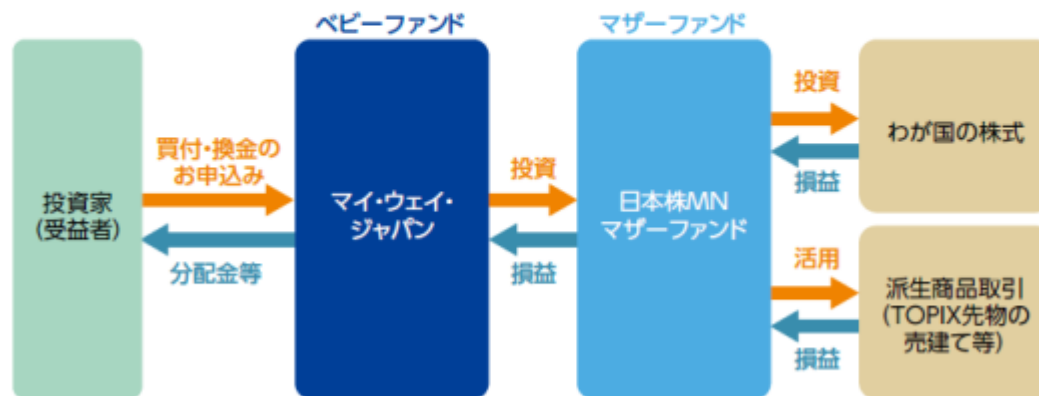 ベビーファンド
マザーファンド
投資家
(受益者)
買付・換金の
お申込み
分配金等
マイ・ウェイ・
ジャパン
投資
損益
日本株MN
マザーファンド
投資
損益
わが国の株式
活用
損益
派生商品取引
(TOPIX先物の
売建て等)